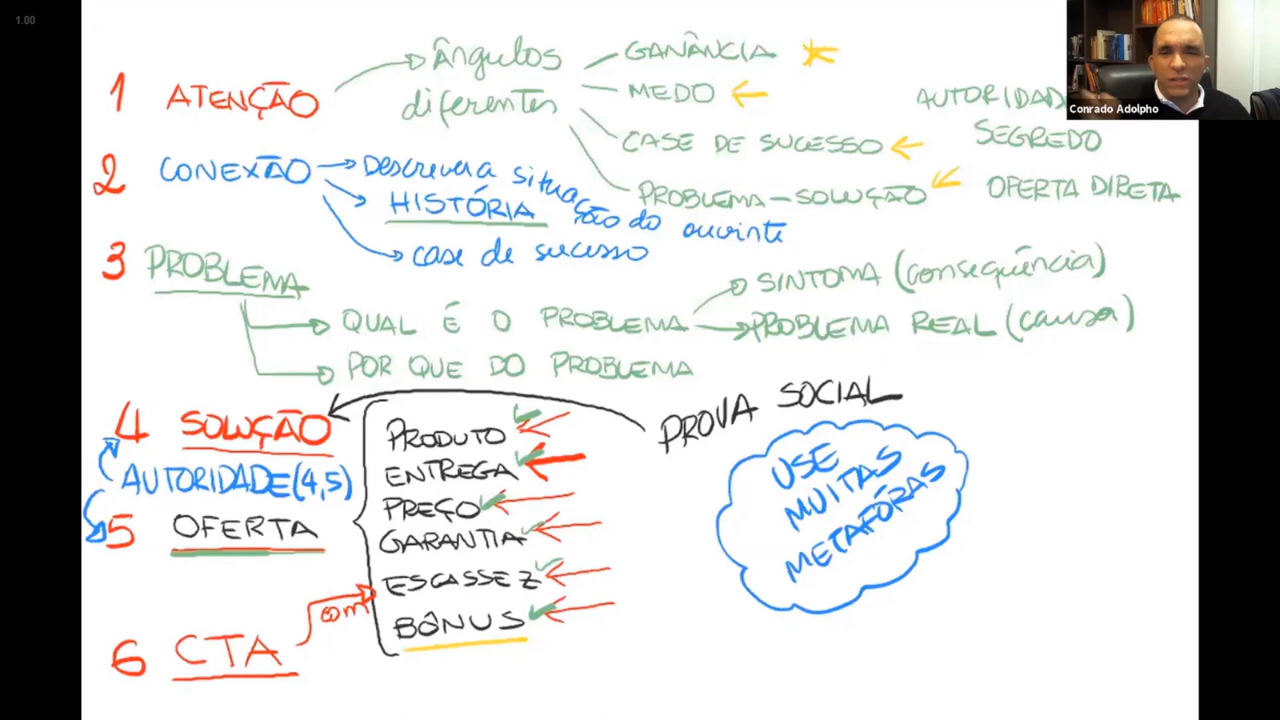 1.00
Conrado Adolpho
1 ATENÇÃO
ângulos
diferentes
GANÂNCIA
MEDO
CASE DE SUCESSO
PROBLEMA-SOLUÇÃO
AUTORIDAD
SEGREDO
OFERTA DIRETA
2 CONEXÃO
Descrever a situação do ouvinte
HISTÓRIA
case de sucesso
3 PROBLEMA
QUAL É O PROBLEMA
SINTOMA (consequência)
PROBLEMA REAL (causa)
POR QUE DO PROBLEMA
4 SOLUÇÃO
PROVA SOCIAL
AUTORIDADE (4,5)
5 OFERTA
PRODUTO
ENTREGA
PREÇO
GARANTIA
ESCASSEZ
BÔNUS
USE
MUITAS
METAFÓRAS
com
6 CTA